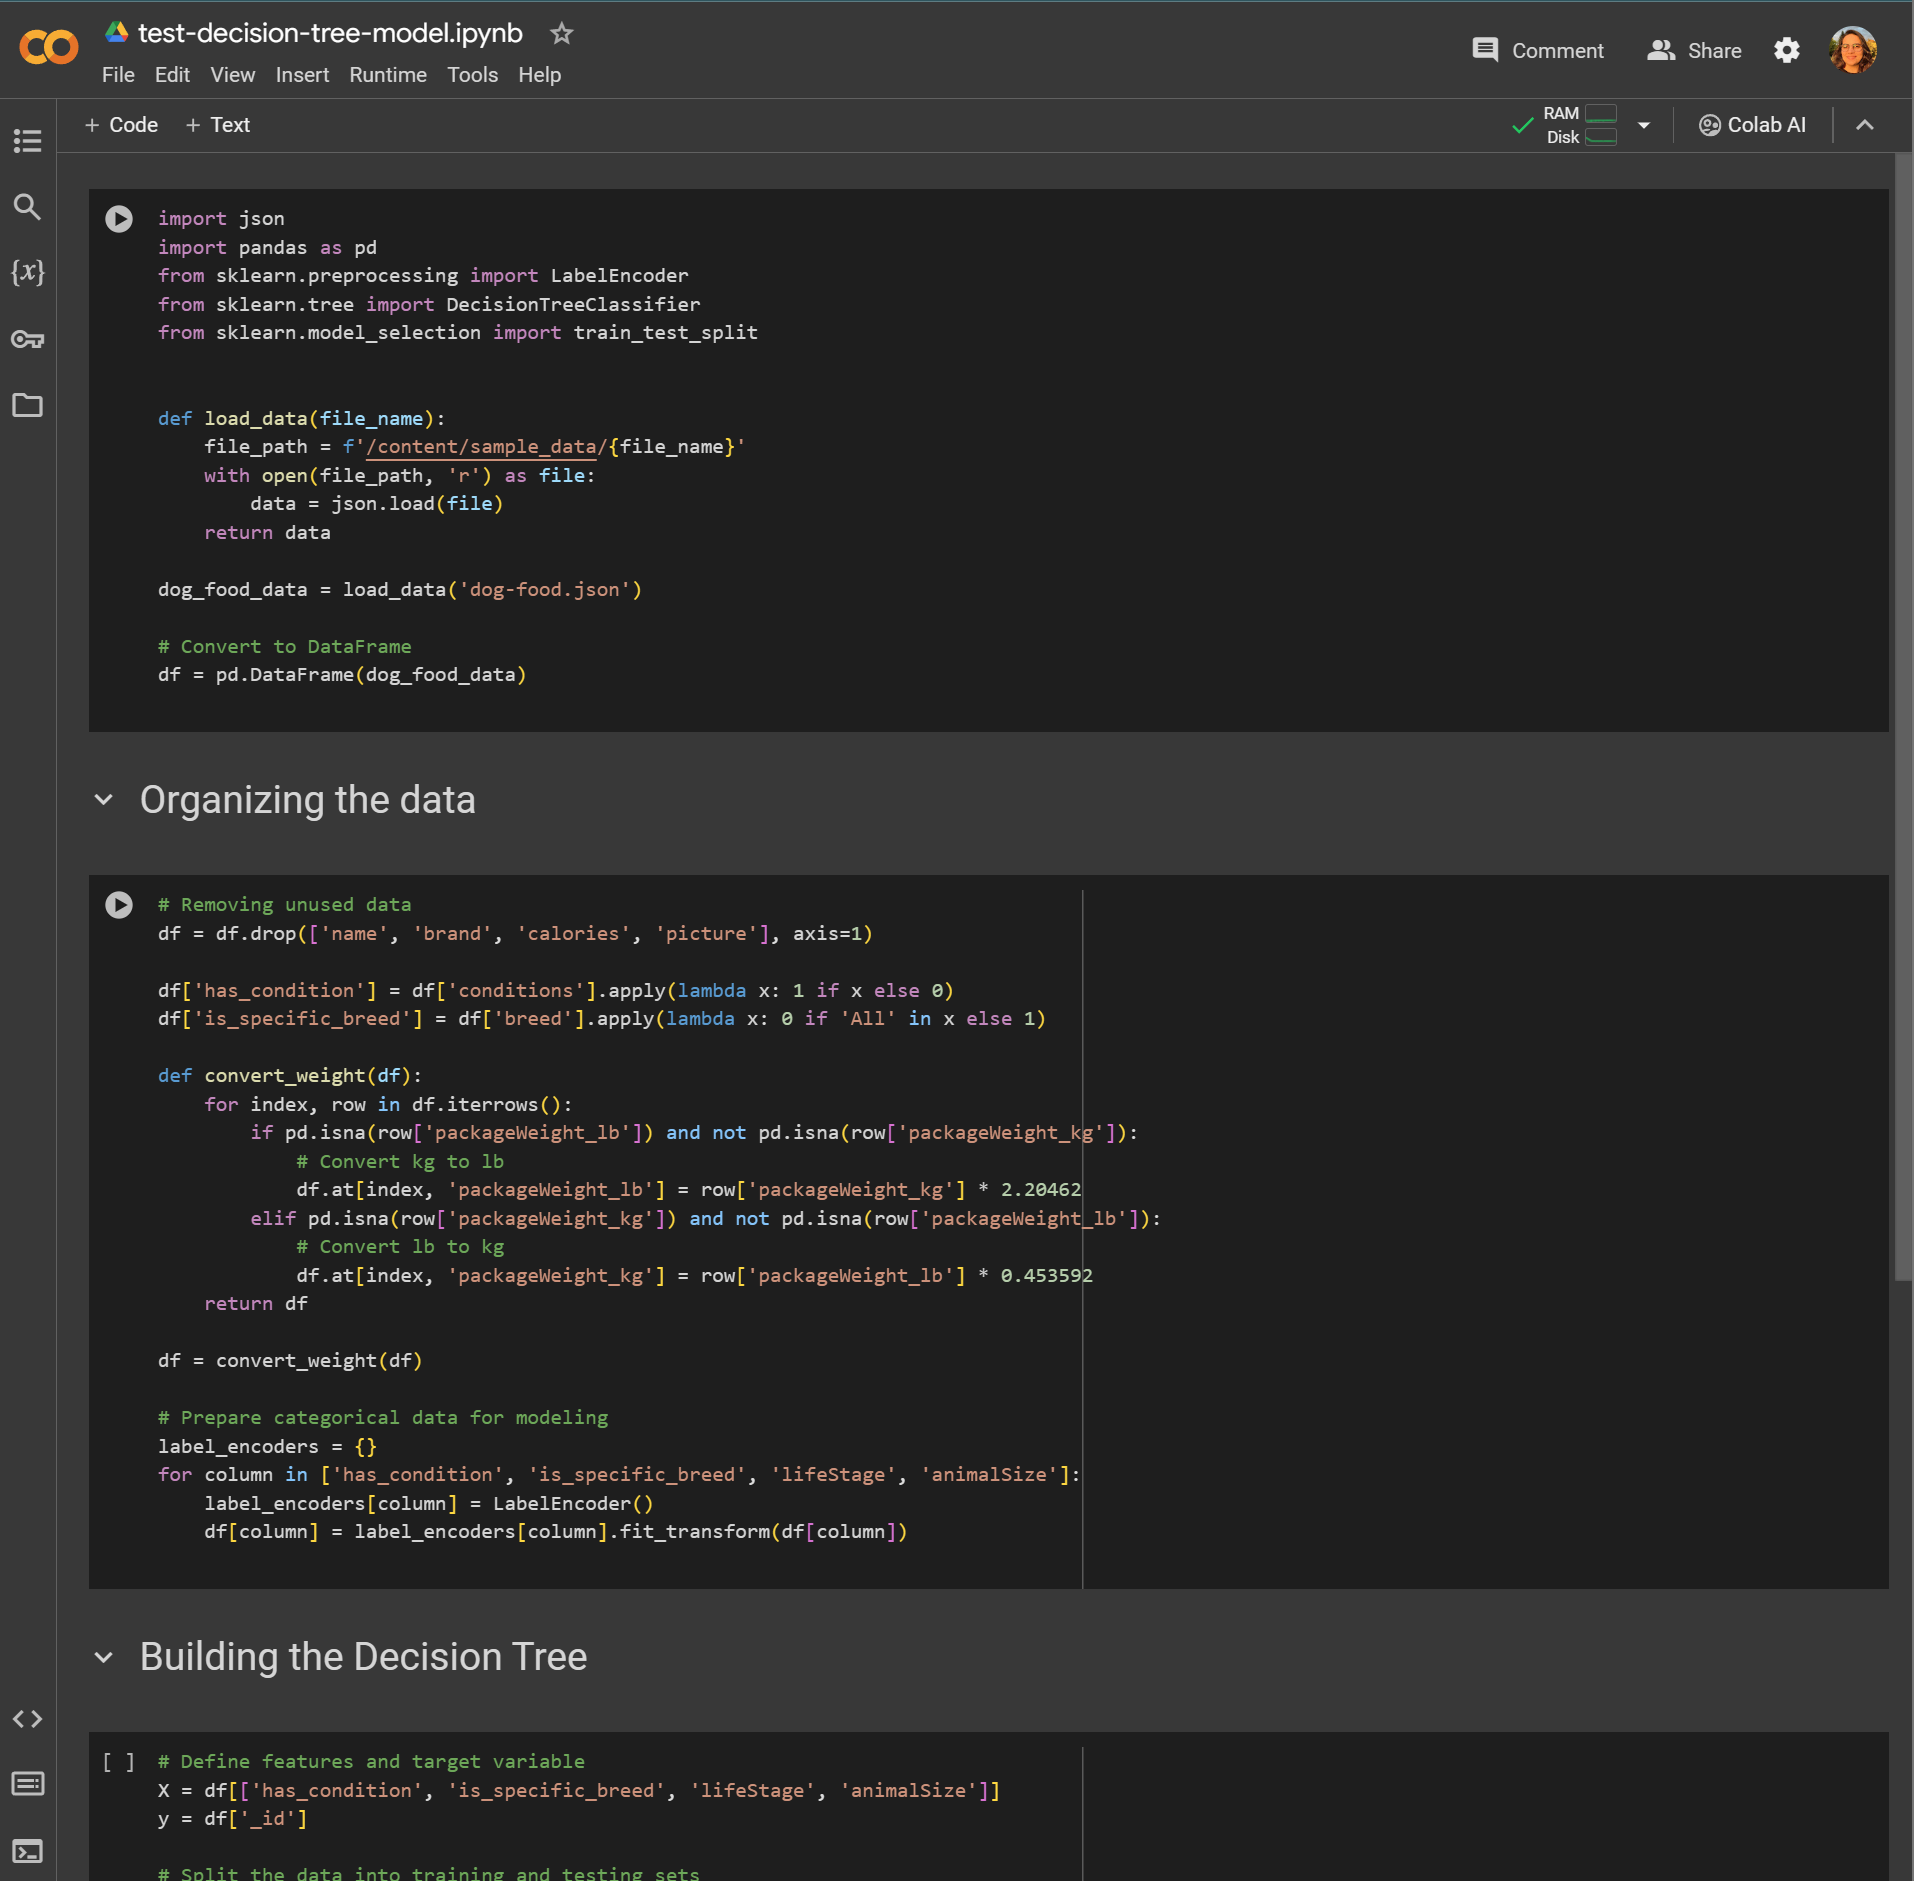 test-decision-tree-model.ipynb
File Edit View Insert Runtime Tools Help
Comment
Share
+ Code + Text
RAM
Disk
Colab AI
{x}
import json
import pandas as pd
from sklearn.preprocessing import LabelEncoder
from sklearn.tree import DecisionTreeClassifier
from sklearn.model_selection import train_test_split
def load_data(file_name):
    file_path = f'/content/sample_data/{file_name}'
    with open(file_path, 'r') as file:
        data = json.load(file)
    return data
dog_food_data = load_data('dog-food.json')
# Convert to DataFrame
df = pd.DataFrame(dog_food_data)
Organizing the data
# Removing unused data
df = df.drop(['name', 'brand', 'calories', 'picture'], axis=1)
df['has_condition'] = df['conditions'].apply(lambda x: 1 if x else 0)
df['is_specific_breed'] = df['breed'].apply(lambda x: 0 if 'All' in x else 1)
def convert_weight(df):
    for index, row in df.iterrows():
        if pd.isna(row['packageWeight_lb']) and not pd.isna(row['packageWeight_kg']):
            # Convert kg to lb
            df.at[index, 'packageWeight_lb'] = row['packageWeight_kg'] * 2.20462
        elif pd.isna(row['packageWeight_kg']) and not pd.isna(row['packageWeight_lb']):
            # Convert lb to kg
            df.at[index, 'packageWeight_kg'] = row['packageWeight_lb'] * 0.453592
    return df
df = convert_weight(df)
# Prepare categorical data for modeling
label_encoders = {}
for column in ['has_condition', 'is_specific_breed', 'lifeStage', 'animalSize']:
    label_encoders[column] = LabelEncoder()
    df[column] = label_encoders[column].fit_transform(df[column])
Building the Decision Tree
[ ] # Define features and target variable
X = df[['has_condition', 'is_specific_breed', 'lifeStage', 'animalSize']]
y = df['_id']
# Split the data into training and testing sets